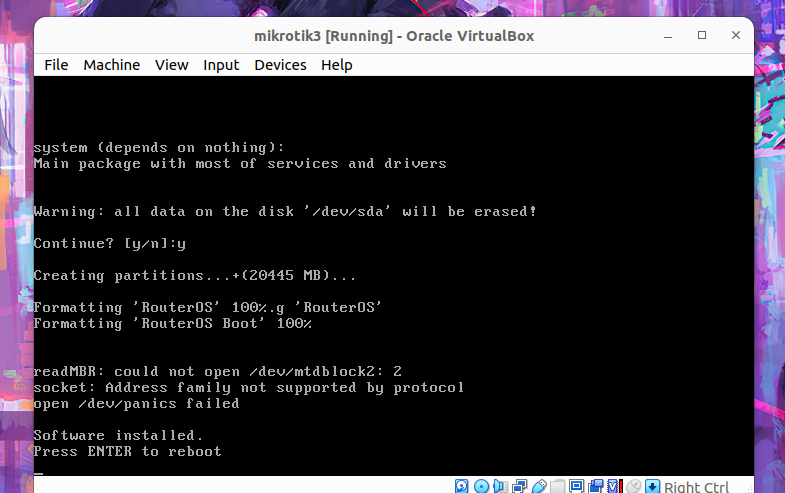 mikrotik3 [Running] - Oracle VirtualBox
File Machine View Input Devices Help
system (depends on nothing):
Main package with most of services and drivers
Warning: all data on the disk '/dev/sda' will be erased!
Continue? [y/n]:y
Creating partitions...+(20445 MB)...
Formatting 'RouterOS' 100%.g 'RouterOS'
Formatting 'RouterOS Boot' 100%
readMBR: could not open /dev/mtdblock2: 2
socket: Address family not supported by protocol
open /dev/panics failed
Software installed.
Press ENTER to reboot
_
Right Ctrl